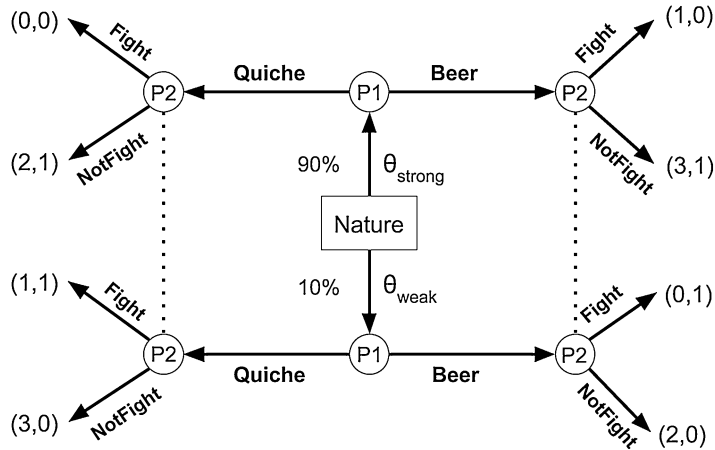 (0,0)
Fight
P2
NotFight
(2,1)
Quiche
P1
Beer
P2
Fight
(1,0)
NotFight
(3,1)
90%
θstrong
Nature
10%
θweak
(1,1)
Fight
P2
NotFight
(3,0)
Quiche
P1
Beer
P2
Fight
(0,1)
NotFight
(2,0)